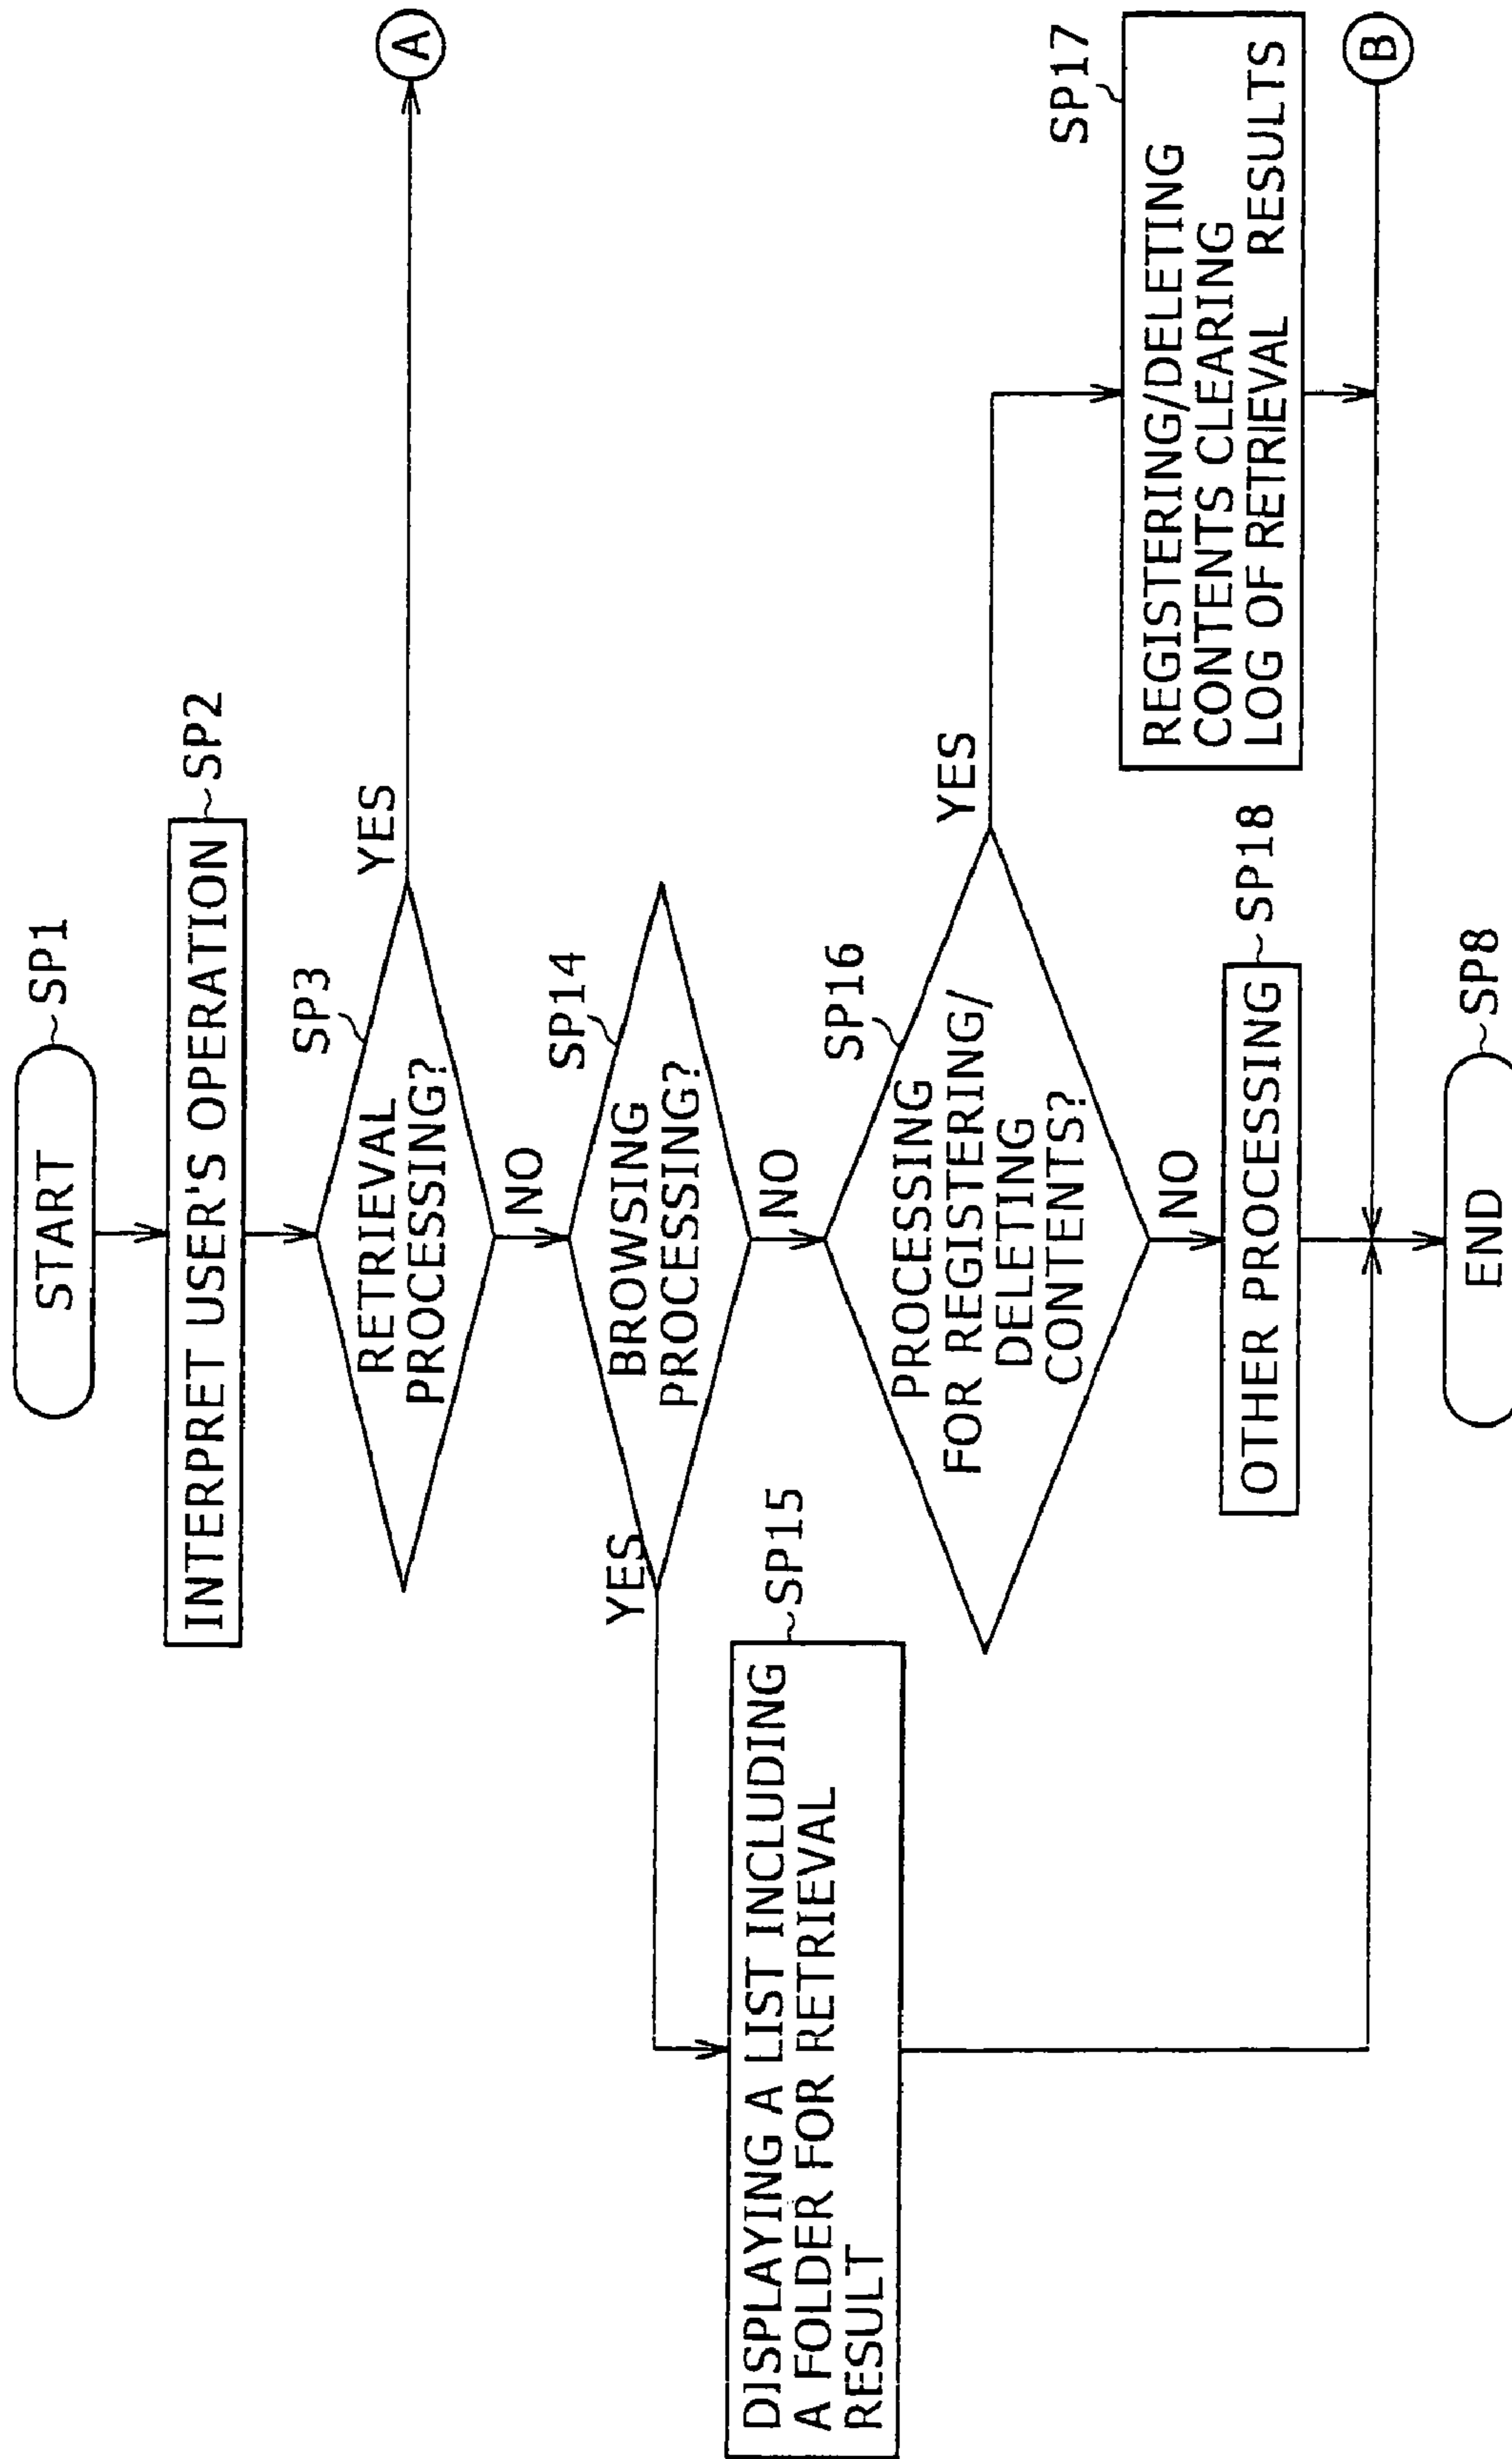 START
SP1
INTERPRET USER'S OPERATION
SP2
RETRIEVAL
PROCESSING?
SP3
YES
A
NO
BROWSING
PROCESSING?
SP14
YES
NO
DISPLAYING A LIST INCLUDING
A FOLDER FOR RETRIEVAL
RESULT
SP15
PROCESSING
FOR REGISTERING/
DELETING
CONTENTS?
SP16
YES
NO
REGISTERING/DELETING
CONTENTS CLEARING
LOG OF RETRIEVAL RESULTS
SP17
OTHER PROCESSING
SP18
B
END
SP8